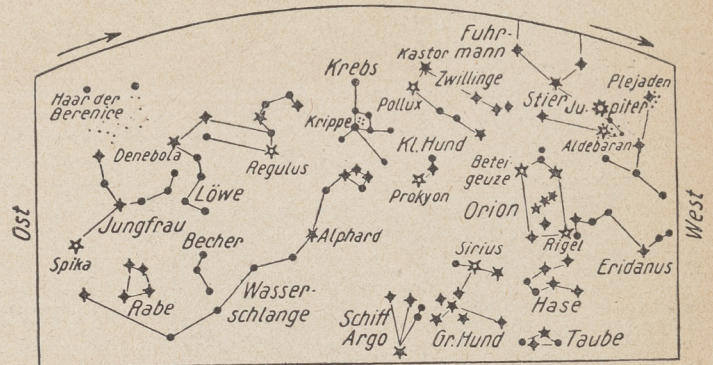 Fuhr-
mann
Kastor
Krebs
Zwillinge
Plejaden
Haar der
Berenice
Pollux
Stier
Jupiter
Krippe
Aldebaran
Kl. Hund
Denebola
Regulus
Betei-
geuze
Löwe
Prokyon
Orion
Ost
West
Jungfrau
Becher
Alphard
Rigel
Spika
Sirius
Eridanus
Rabe
Wasser-
schlange
Hase
Schiff
Argo
Gr. Hund
Taube